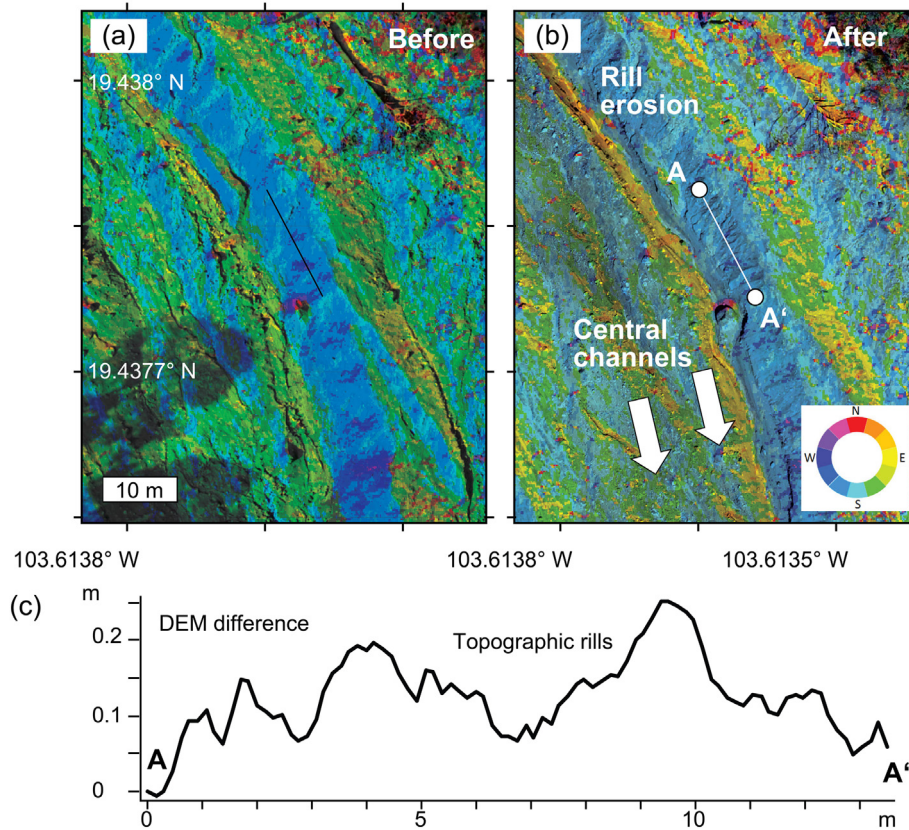 (a)
Before
19.438° N
19.4377° N
10 m
(b)
After
Rill
erosion
A
A‘
Central
channels
N
W
E
S
103.6138° W
103.6138° W
103.6135° W
(c)
m
DEM difference
Topographic rills
0.2
0.1
0
A
A‘
0
5
10
m